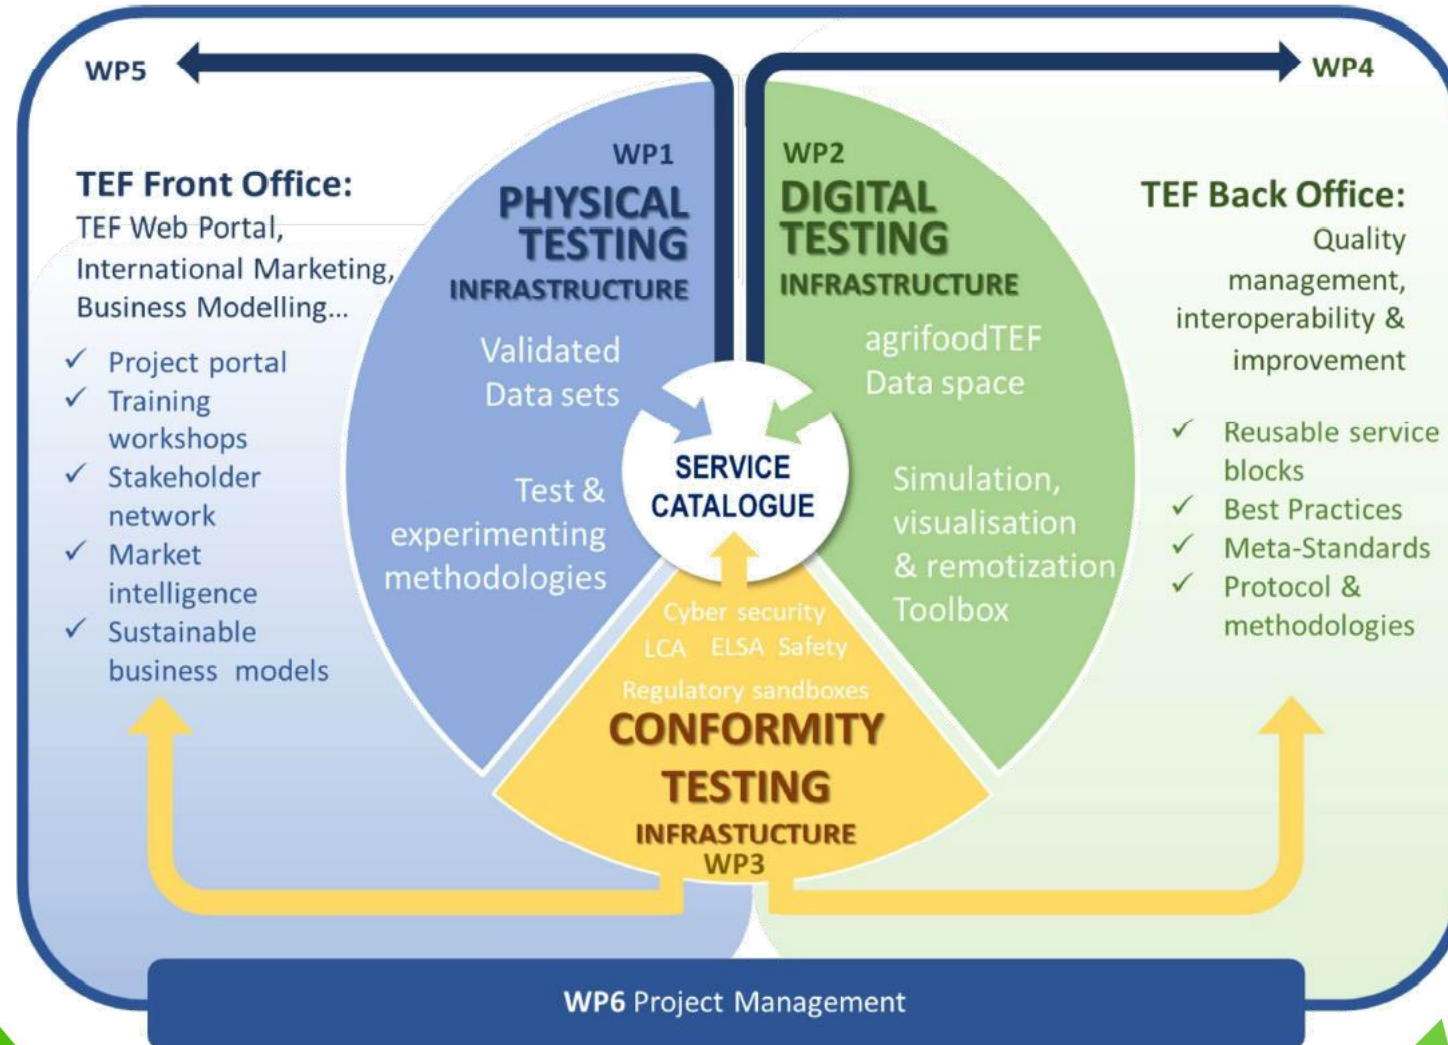 WP5
WP4
TEF Front Office:
TEF Web Portal,
International Marketing,
Business Modelling...
✓ Project portal
✓ Training
workshops
✓ Stakeholder
network
✓ Market
intelligence
✓ Sustainable
business models
WP1
PHYSICAL
TESTING
INFRASTRUCTURE
Validated
Data sets
Test &
experimenting
methodologies
WP2
DIGITAL
TESTING
INFRASTRUCTURE
agrifoodTEF
Data space
Simulation,
visualisation
& remotization
Toolbox
SERVICE
CATALOGUE
Cyber security
LCA ELSA Safety
Regulatory sandboxes
CONFORMITY
TESTING
INFRASTUCTURE
WP3
TEF Back Office:
Quality
management,
interoperability &
improvement
✓ Reusable service
blocks
✓ Best Practices
✓ Meta-Standards
✓ Protocol &
methodologies
WP6 Project Management